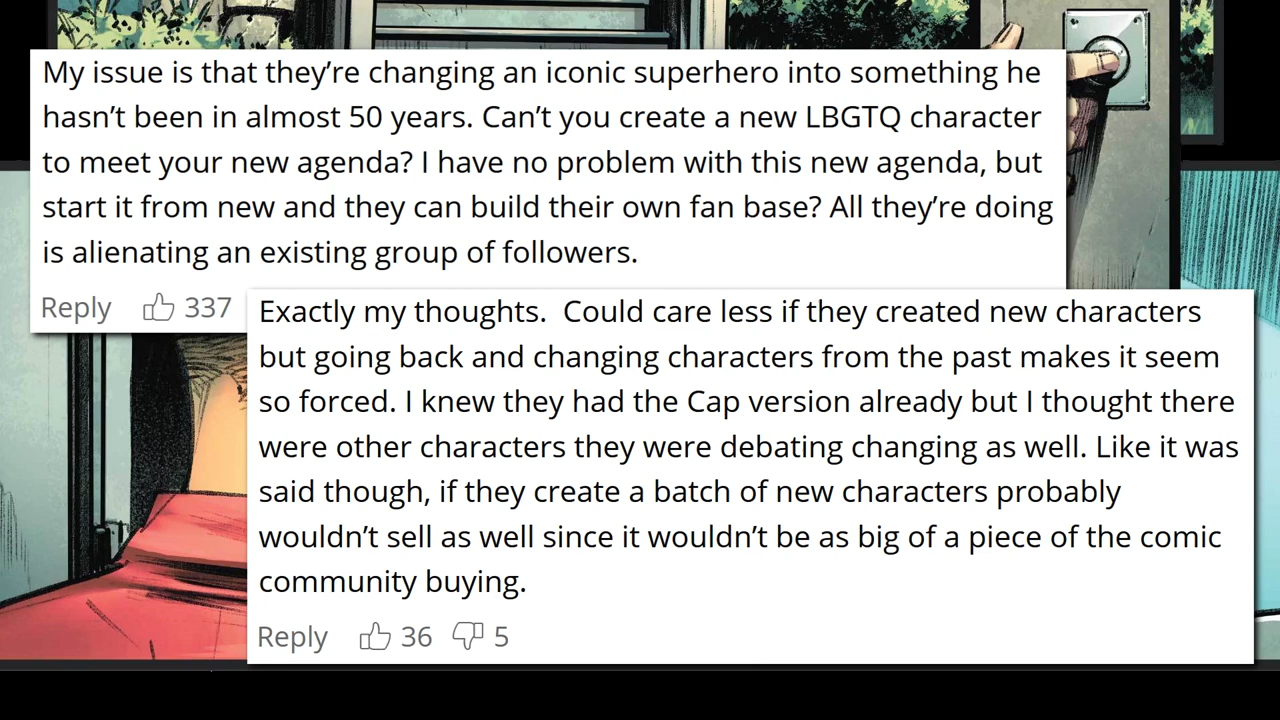 My issue is that they’re changing an iconic superhero into something he
hasn’t been in almost 50 years. Can’t you create a new LBGTQ character
to meet your new agenda? I have no problem with this new agenda, but
start it from new and they can build their own fan base? All they’re doing
is alienating an existing group of followers.
Reply 337
Exactly my thoughts.  Could care less if they created new characters
but going back and changing characters from the past makes it seem
so forced. I knew they had the Cap version already but I thought there
were other characters they were debating changing as well. Like it was
said though, if they create a batch of new characters probably
wouldn’t sell as well since it wouldn’t be as big of a piece of the comic
community buying.
Reply 36 5